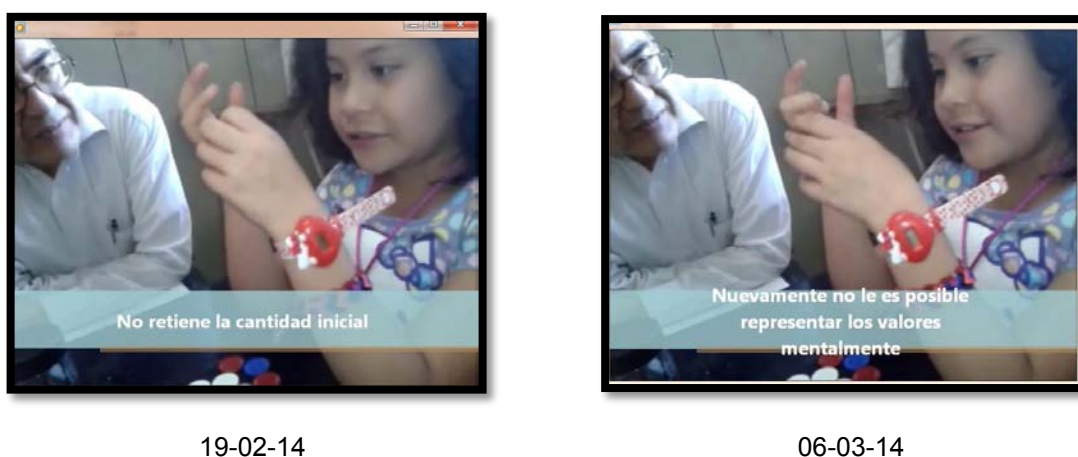 No retiene la cantidad inicial
Nuevamente no le es posible
representar los valores
mentalmente
19-02-14
06-03-14